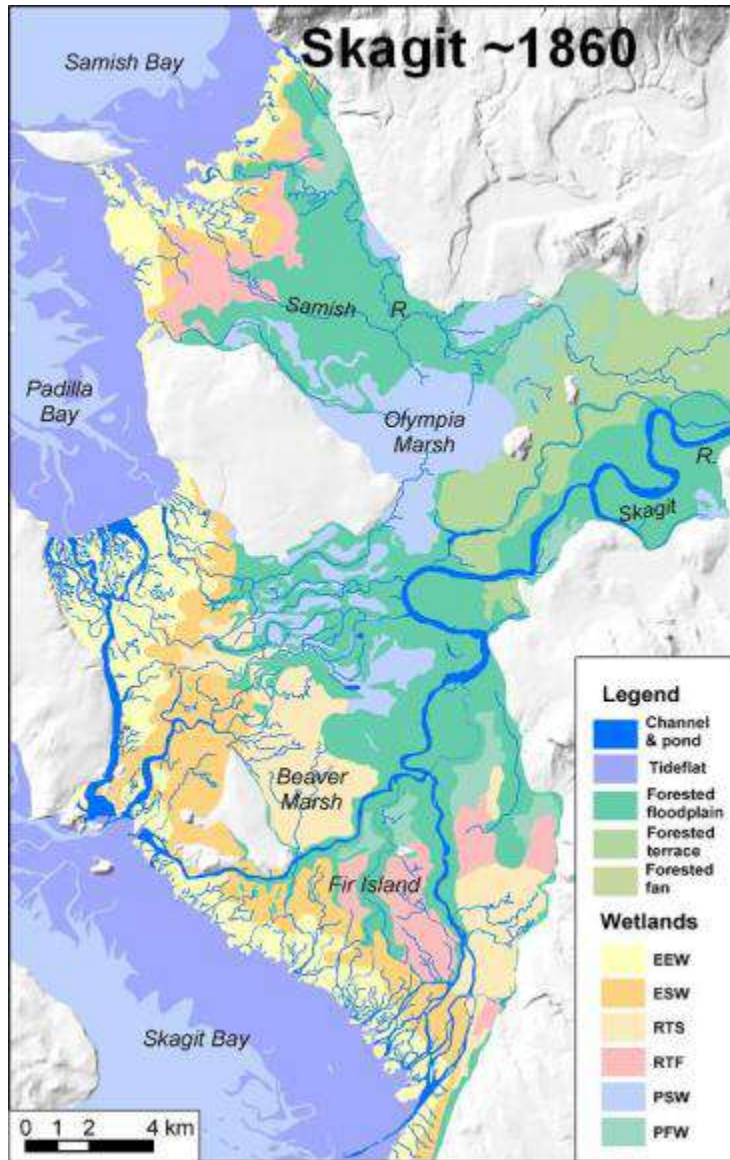 Skagit ~1860
Samish Bay
Samish R.
Padilla
Bay
Olympia
Marsh
R.
Skagit
Beaver
Marsh
Fir Island
Skagit Bay
0 1 2 4 km
Legend
Channel
& pond
Tideflat
Forested
floodplain
Forested
terrace
Forested
fan
Wetlands
EEW
ESW
RTS
RTF
PSW
PFW